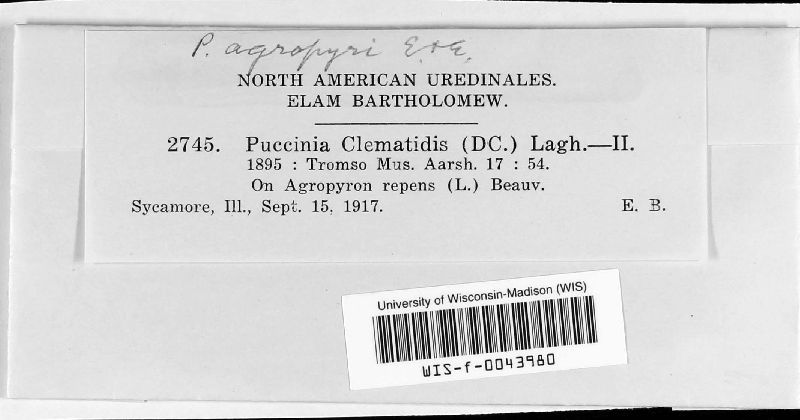 P. agropyri E. & E.
NORTH AMERICAN UREDINALES.
ELAM BARTHOLOMEW.
2745. Puccinia Clematidis (DC.) Lagh.—II.
1895 : Tromso Mus. Aarsh. 17 : 54.
On Agropyron repens (L.) Beauv.
Sycamore, Ill., Sept. 15, 1917. E. B.
University of Wisconsin-Madison (WIS)
WIS-f-0043980